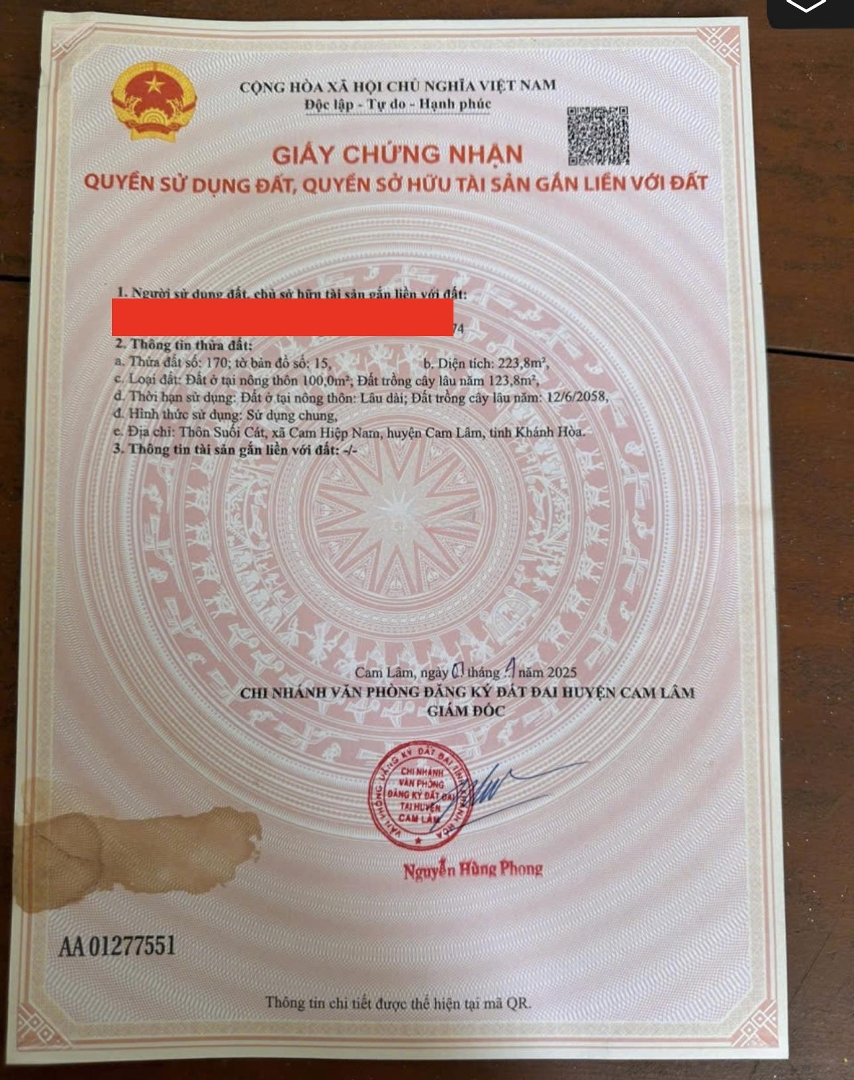 CỘNG HÒA XÃ HỘI CHỦ NGHĨA VIỆT NAM
Độc lập - Tự do - Hạnh phúc
GIẤY CHỨNG NHẬN
QUYỀN SỬ DỤNG ĐẤT, QUYỀN SỞ HỮU TÀI SẢN GẮN LIỀN VỚI ĐẤT
1. Người sử dụng đất, chủ sở hữu tài sản gắn liền với đất:
74
2. Thông tin thửa đất:
a. Thửa đất số: 170; tờ bản đồ số: 15, b. Diện tích: 223,8m²,
c. Loại đất: Đất ở tại nông thôn 100,0m²; Đất trồng cây lâu năm 123,8m²,
d. Thời hạn sử dụng: Đất ở tại nông thôn: Lâu dài; Đất trồng cây lâu năm: 12/6/2058,
đ. Hình thức sử dụng: Sử dụng chung,
e. Địa chỉ: Thôn Suối Cát, xã Cam Hiệp Nam, huyện Cam Lâm, tỉnh Khánh Hòa.
3. Thông tin tài sản gắn liền với đất: -/-
Cam Lâm, ngày tháng năm 2025
CHI NHÁNH VĂN PHÒNG ĐĂNG KÝ ĐẤT ĐAI HUYỆN CAM LÂM
GIÁM ĐỐC
VĂN PHÒNG ĐĂNG KÝ ĐẤT ĐAI TỈNH KHÁNH HÒA
CHI NHÁNH
VĂN PHÒNG
ĐĂNG KÝ ĐẤT ĐAI
TẠI HUYỆN
CAM LÂM
Nguyễn Hùng Phong
AA 01277551
Thông tin chi tiết được thể hiện tại mã QR.